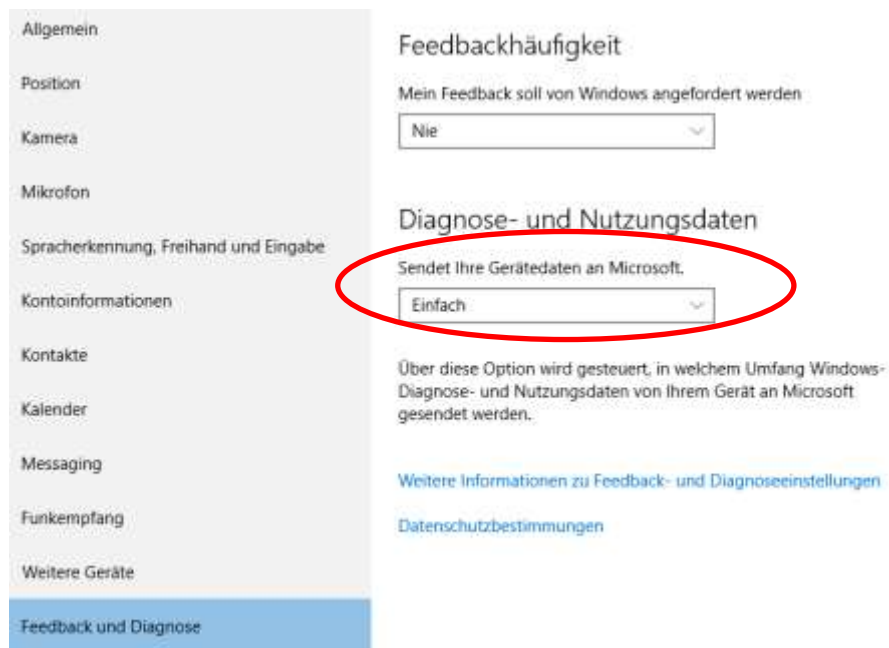 Allgemein
Position
Kamera
Mikrofon
Spracherkennung, Freihand und Eingabe
Kontoinformationen
Kontakte
Kalender
Messaging
Funkempfang
Weitere Geräte
Feedback und Diagnose
Feedbackhäufigkeit
Mein Feedback soll von Windows angefordert werden
Nie
Diagnose- und Nutzungsdaten
Sendet Ihre Gerätedaten an Microsoft.
Einfach
Über diese Option wird gesteuert, in welchem Umfang Windows-
Diagnose- und Nutzungsdaten von Ihrem Gerät an Microsoft
gesendet werden.
Weitere Informationen zu Feedback- und Diagnoseeinstellungen
Datenschutzbestimmungen